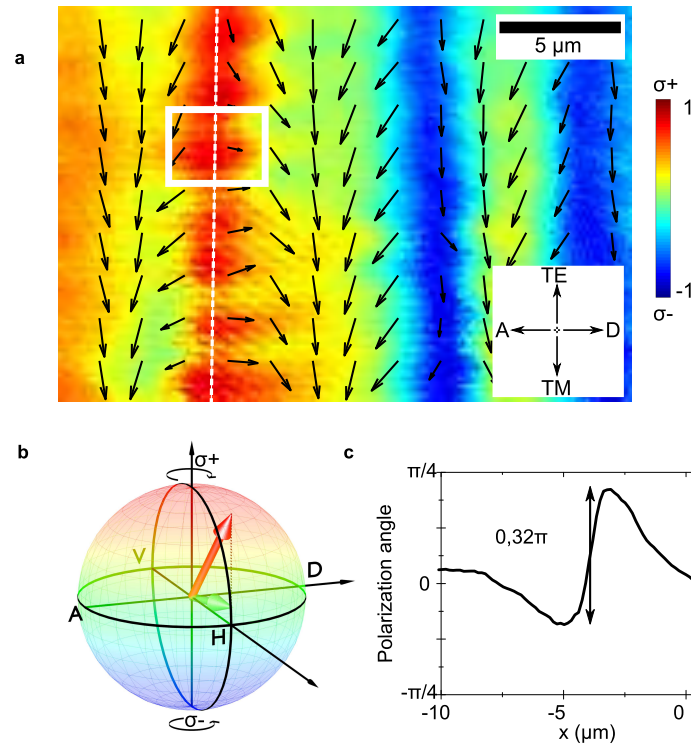 a
5 µm
σ+
1
-1
σ-
TE
A D
TM
b
σ+
V
D
A
H
σ-
c
π/4
0,32π
0
-π/4
Polarization angle
-10 -5 0
x (µm)